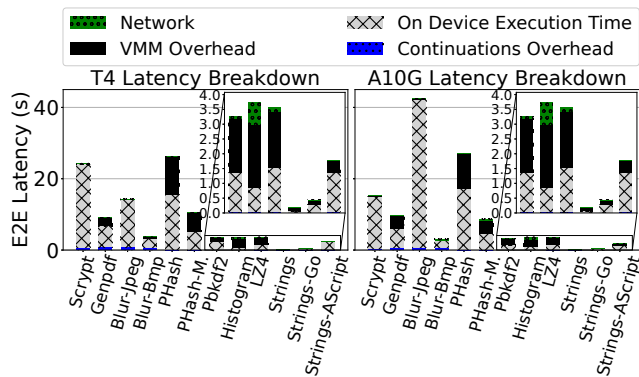 Network
On Device Execution Time
VMM Overhead
Continuations Overhead
T4 Latency Breakdown
A10G Latency Breakdown
E2E Latency (s)
40
20
0
4.0
3.5
3.0
2.5
2.0
1.5
1.0
0.5
0.0
4.0
3.5
3.0
2.5
2.0
1.5
1.0
0.5
0.0
Scrypt
Genpdf
Blur-Jpeg
Blur-Bmp
PHash
PHash-M.
Pbkdf2
Histogram
LZ4
Strings
Strings-Go
Strings-AScript
Scrypt
Genpdf
Blur-Jpeg
Blur-Bmp
PHash
PHash-M.
Pbkdf2
Histogram
LZ4
Strings
Strings-Go
Strings-AScript